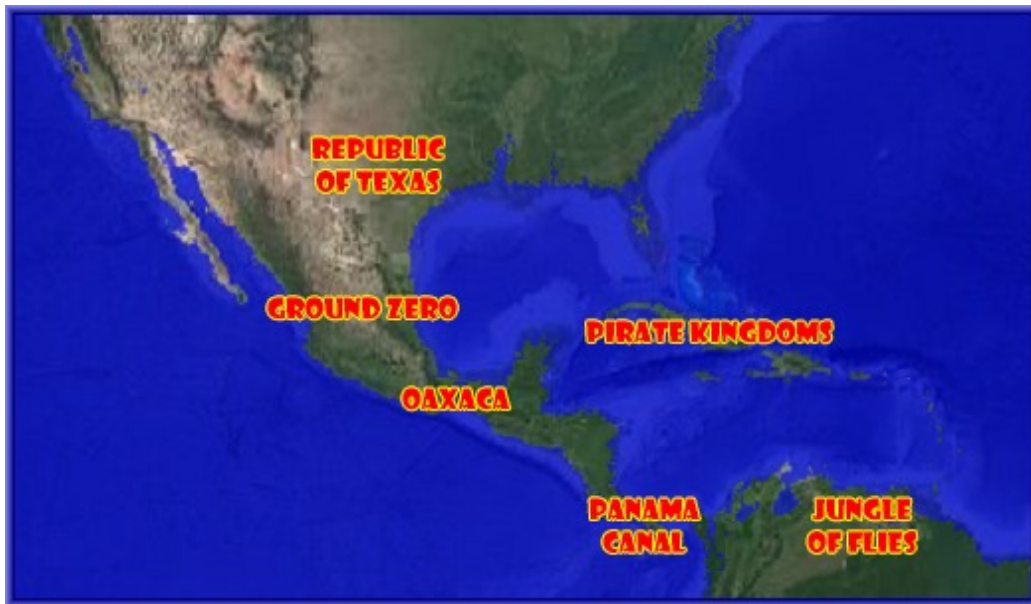 REPUBLIC
OF TEXAS
GROUND ZERO
PIRATE KINGDOMS
OAXACA
PANAMA
CANAL
JUNGLE
OF FLIES